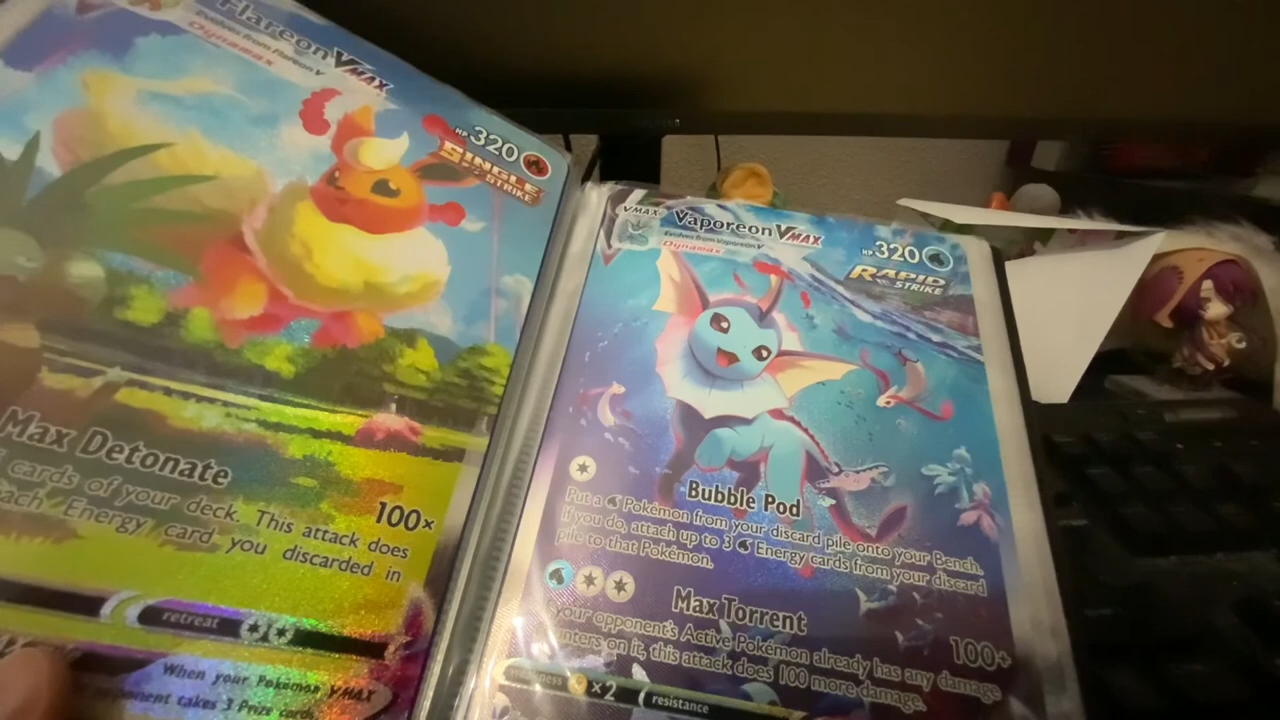 Flareon VMAX
Evolves from Flareon V
Dynamax
HP 320
SINGLE
STRIKE
Max Detonate
100×
cards of your deck. This attack does
each Energy card you discarded in
retreat
When your Pokémon VMAX
opponent takes 3 Prize cards.
VMAX
Vaporeon VMAX
Evolves from Vaporeon V
Dynamax
HP 320
RAPID
STRIKE
Bubble Pod
Put a Pokémon from your discard pile onto your Bench.
If you do, attach up to 3 Energy cards from your discard
pile to that Pokémon.
Max Torrent
100+
your opponent's Active Pokémon already has any damage
counters on it, this attack does 100 more damage.
weakness ×2 resistance